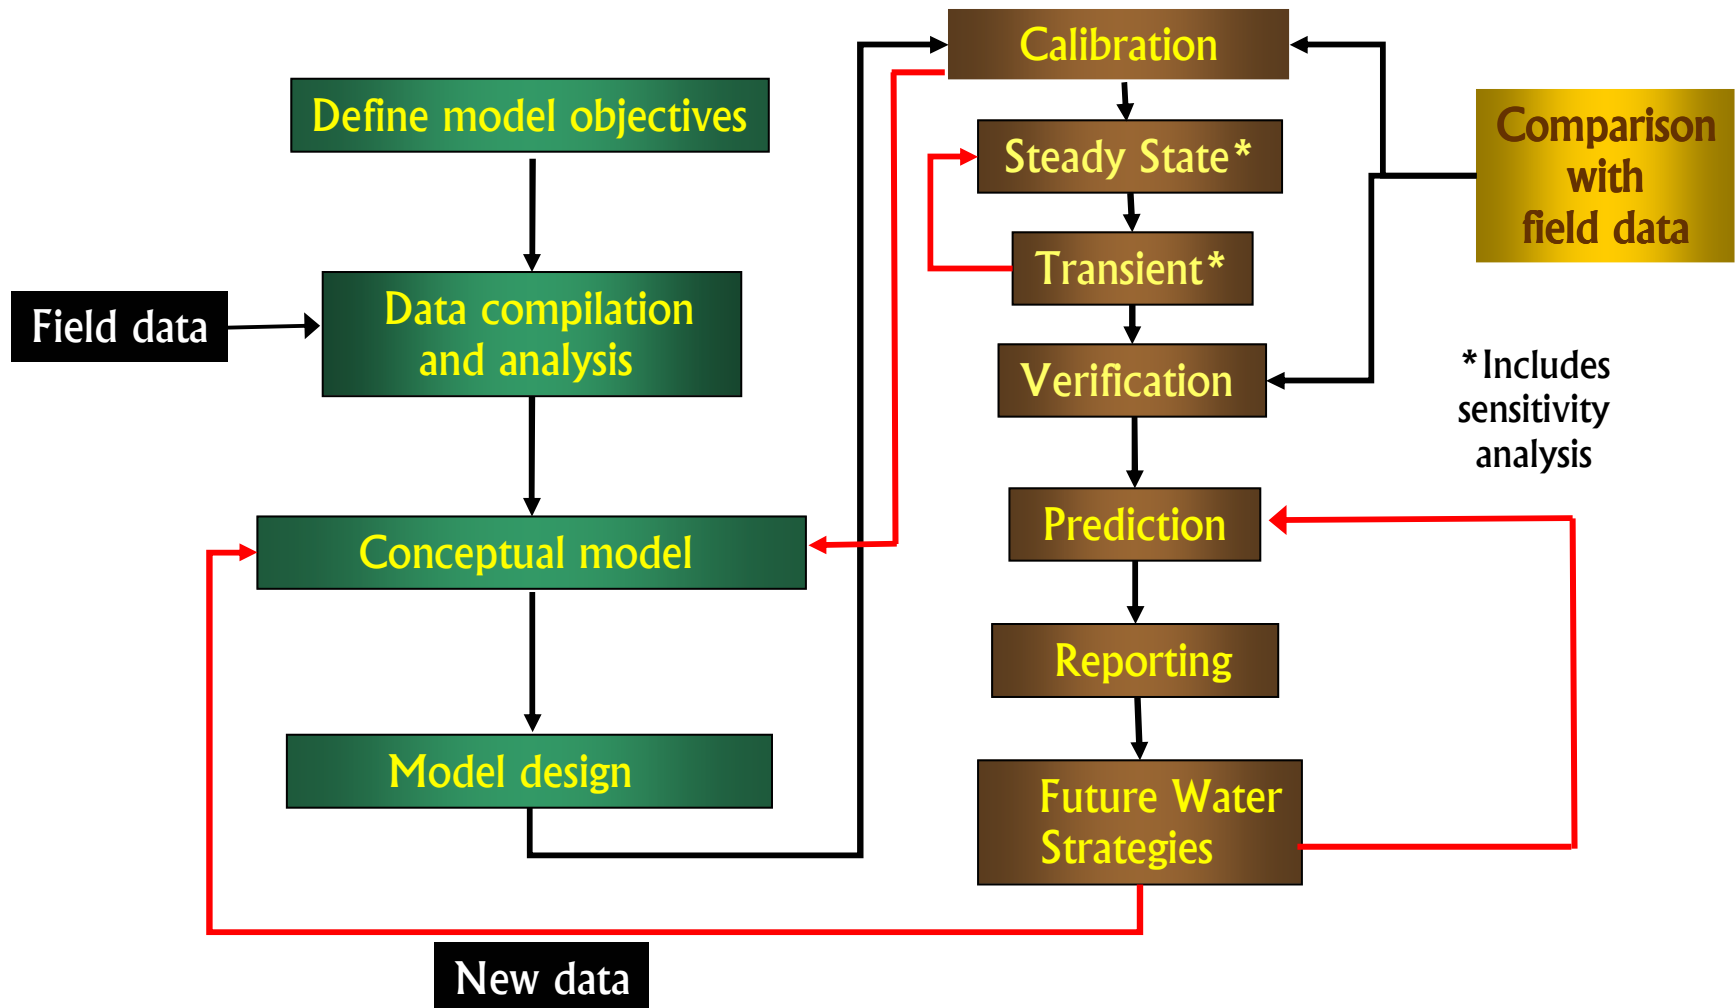 Define model objectives
Field data
Data compilation
and analysis
Conceptual model
Model design
New data
Calibration
Steady State*
Transient*
Verification
Prediction
Reporting
Future Water
Strategies
Comparison
with
field data
*Includes
sensitivity
analysis